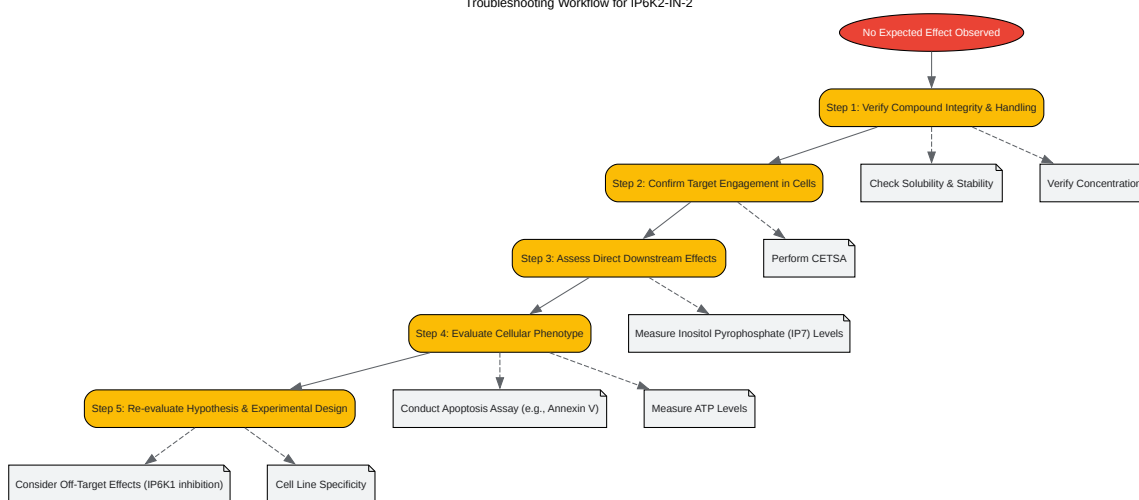 Troubleshooting Workflow for IP6K2-IN-2
No Expected Effect Observed
Step 1: Verify Compound Integrity & Handling
Step 2: Confirm Target Engagement in Cells
Check Solubility & Stability
Verify Concentration
Step 3: Assess Direct Downstream Effects
Perform CETSA
Step 4: Evaluate Cellular Phenotype
Measure Inositol Pyrophosphate (IP7) Levels
Step 5: Re-evaluate Hypothesis & Experimental Design
Conduct Apoptosis Assay (e.g., Annexin V)
Measure ATP Levels
Consider Off-Target Effects (IP6K1 inhibition)
Cell Line Specificity